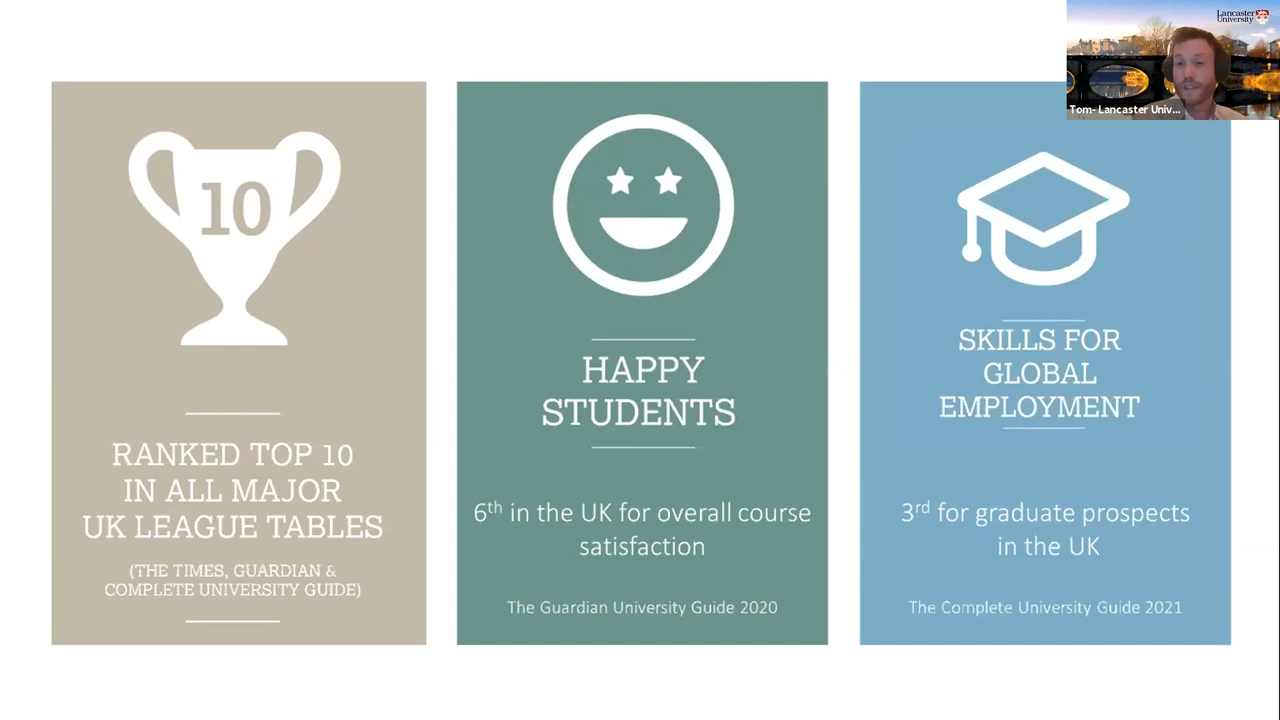 Lancaster
University
Tom- Lancaster Univ...
10
RANKED TOP 10
IN ALL MAJOR
UK LEAGUE TABLES
(THE TIMES, GUARDIAN &
COMPLETE UNIVERSITY GUIDE)
HAPPY
STUDENTS
6th in the UK for overall course
satisfaction
The Guardian University Guide 2020
SKILLS FOR
GLOBAL
EMPLOYMENT
3rd for graduate prospects
in the UK
The Complete University Guide 2021